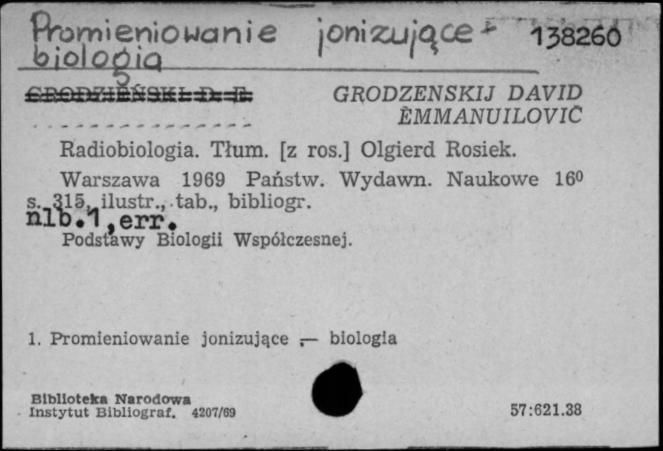 Promieniowanie jonizujące - 138260
biologia
GRODZIEŃSKI D. E. GRODZENSKIJ DAVID
ÈMMANUILOVIČ
Radiobiologia. Tłum. [z ros.] Olgierd Rosiek.
Warszawa 1969 Państw. Wydawn. Naukowe 16⁰
s. 315, ilustr., tab., bibliogr.
nlb.1, err.
Podstawy Biologii Współczesnej.
1. Promieniowanie jonizujące — biologia
Biblioteka Narodowa
Instytut Bibliograf. 4207/69 57:621.38